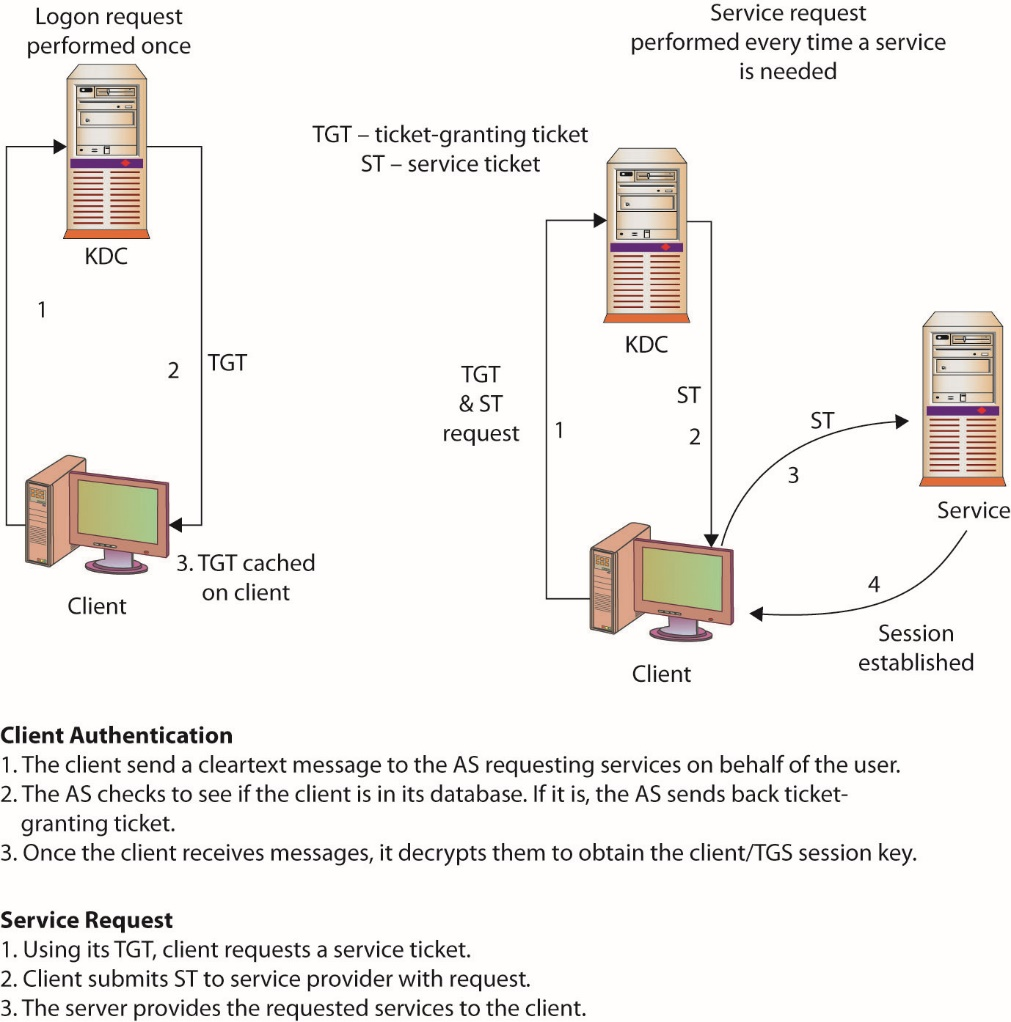 Logon request
performed once
KDC
1
2
TGT
3. TGT cached
on client
Client
Service request
performed every time a service
is needed
TGT – ticket-granting ticket
ST – service ticket
KDC
TGT
& ST
request
1
ST
2
ST
3
Service
4
Session
established
Client
Client Authentication
1. The client send a cleartext message to the AS requesting services on behalf of the user.
2. The AS checks to see if the client is in its database. If it is, the AS sends back ticket-
granting ticket.
3. Once the client receives messages, it decrypts them to obtain the client/TGS session key.
Service Request
1. Using its TGT, client requests a service ticket.
2. Client submits ST to service provider with request.
3. The server provides the requested services to the client.